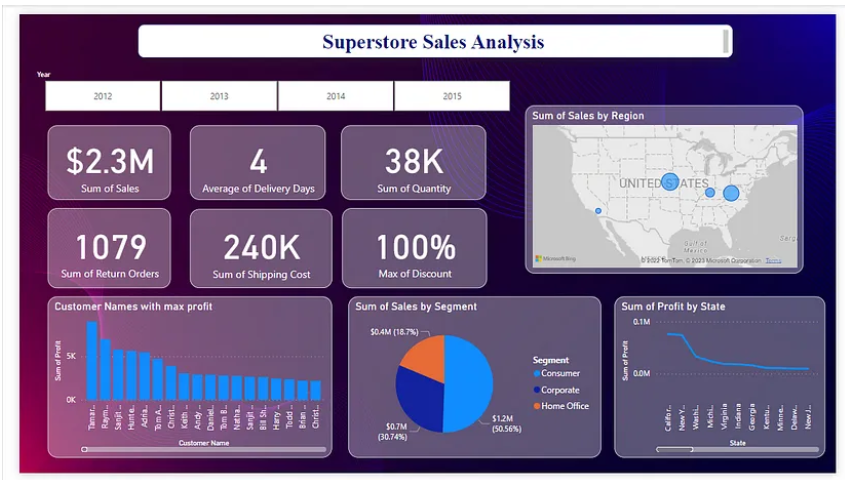 Superstore Sales Analysis
Year
2012
2013
2014
2015
$2.3M
Sum of Sales
4
Average of Delivery Days
38K
Sum of Quantity
1079
Sum of Return Orders
240K
Sum of Shipping Cost
100%
Max of Discount
Sum of Sales by Region
UNITED STATES
Gulf of
Mexico
Microsoft Bing
Microsoft Corporation Terms
Customer Names with max profit
Sum of Profit
5K
0K
Tamar...
Raym...
Sanjit ...
Hunte...
Adria...
Tom A...
Christ...
Keith ...
Andy ...
Daniel...
Tom B...
Natha...
Sanjit...
Bill Sh...
Harry ...
Todd ...
Brian ...
Christ...
Customer Name
Sum of Sales by Segment
$0.4M (18.7%)
$0.7M
(30.74%)
$1.2M
(50.56%)
Segment
Consumer
Corporate
Home Office
Sum of Profit by State
Sum of Profit
0.1M
0.0M
Califor...
New Y...
Washi...
Michi...
Virginia
Indiana
Georgia
Kentu...
Minne...
Delaw...
New J...
State